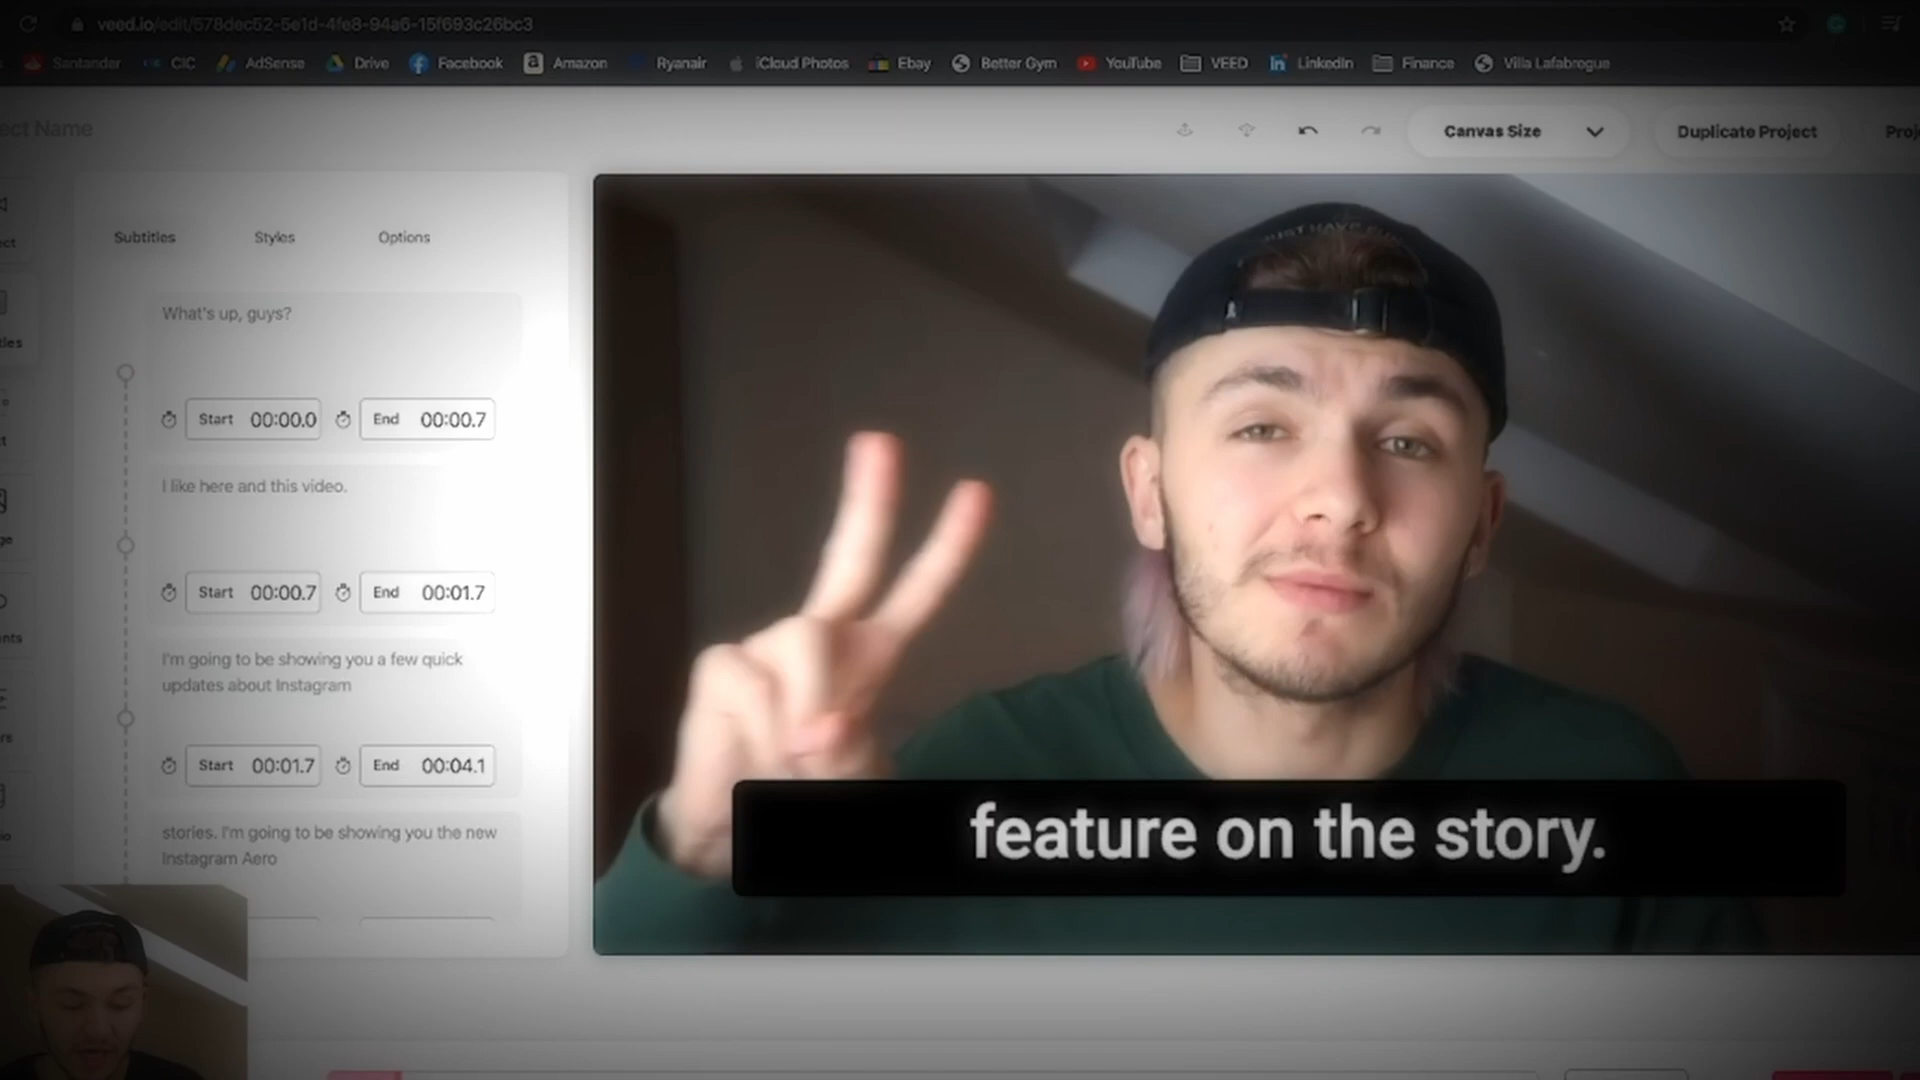 veed.io/edit/578dec52-5e1d-4fe8-94a6-15f693c26bc3
Santander CIC AdSense Drive Facebook Amazon Ryanair iCloud Photos Ebay Better Gym YouTube VEED LinkedIn Finance Villa Lafabregue
ect Name
Canvas Size Duplicate Project Proj
Subtitles Styles Options
What's up, guys?
Start 00:00.0 End 00:00.7
I like here and this video.
Start 00:00.7 End 00:01.7
I'm going to be showing you a few quick
updates about Instagram
Start 00:01.7 End 00:04.1
stories. I'm going to be showing you the new
Instagram Aero
feature on the story.